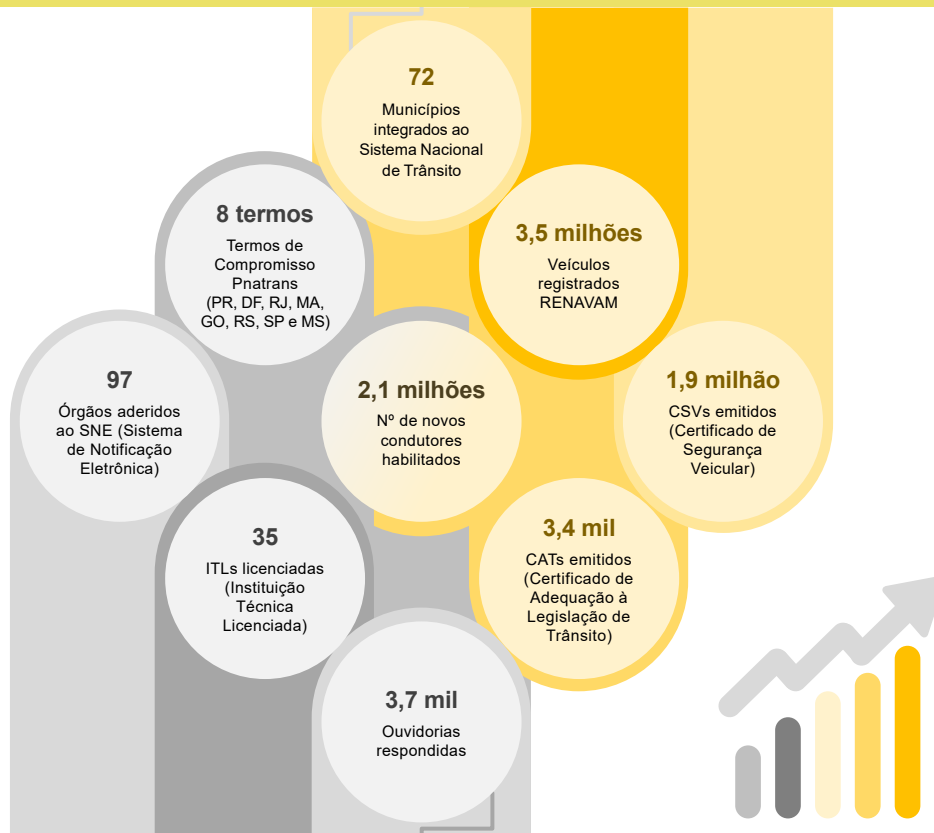 72
Municípios
integrados ao
Sistema Nacional
de Trânsito
8 termos
Termos de
Compromisso
Pnatrans
(PR, DF, RJ, MA,
GO, RS, SP e MS)
3,5 milhões
Veículos
registrados
RENAVAM
97
Órgãos aderidos
ao SNE (Sistema
de Notificação
Eletrônica)
2,1 milhões
Nº de novos
condutores
habilitados
1,9 milhão
CSVs emitidos
(Certificado de
Segurança
Veicular)
35
ITLs licenciadas
(Instituição
Técnica
Licenciada)
3,4 mil
CATs emitidos
(Certificado de
Adequação à
Legislação de
Trânsito)
3,7 mil
Ouvidorias
respondidas